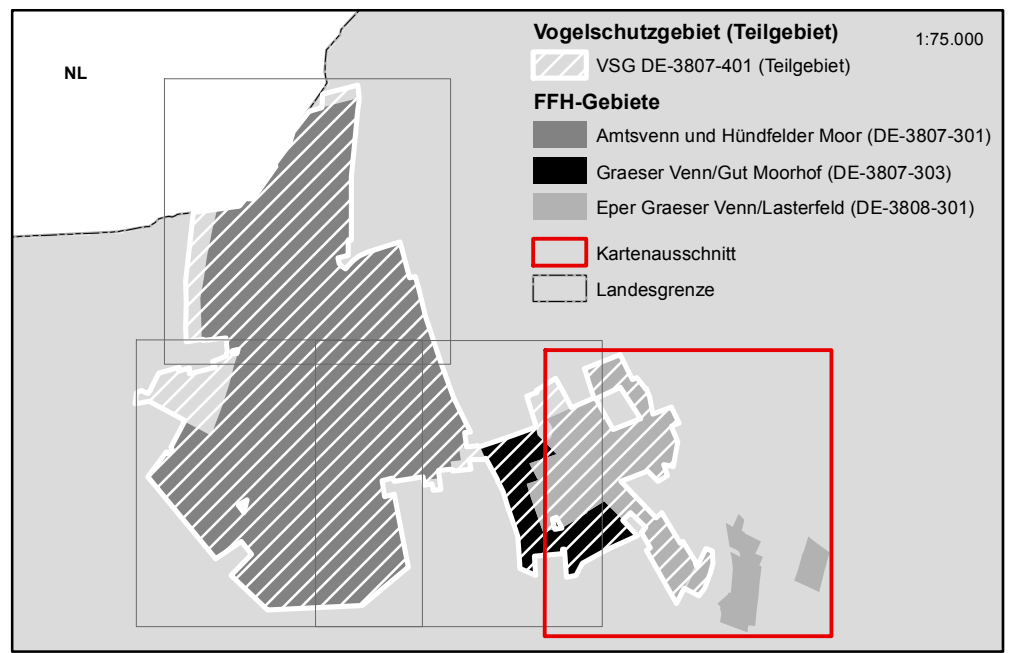 NL
Vogelschutzgebiet (Teilgebiet)
1:75.000
VSG DE-3807-401 (Teilgebiet)
FFH-Gebiete
Amtsvenn und Hündfelder Moor (DE-3807-301)
Graeser Venn/Gut Moorhof (DE-3807-303)
Eper Graeser Venn/Lasterfeld (DE-3808-301)
Kartenausschnitt
Landesgrenze